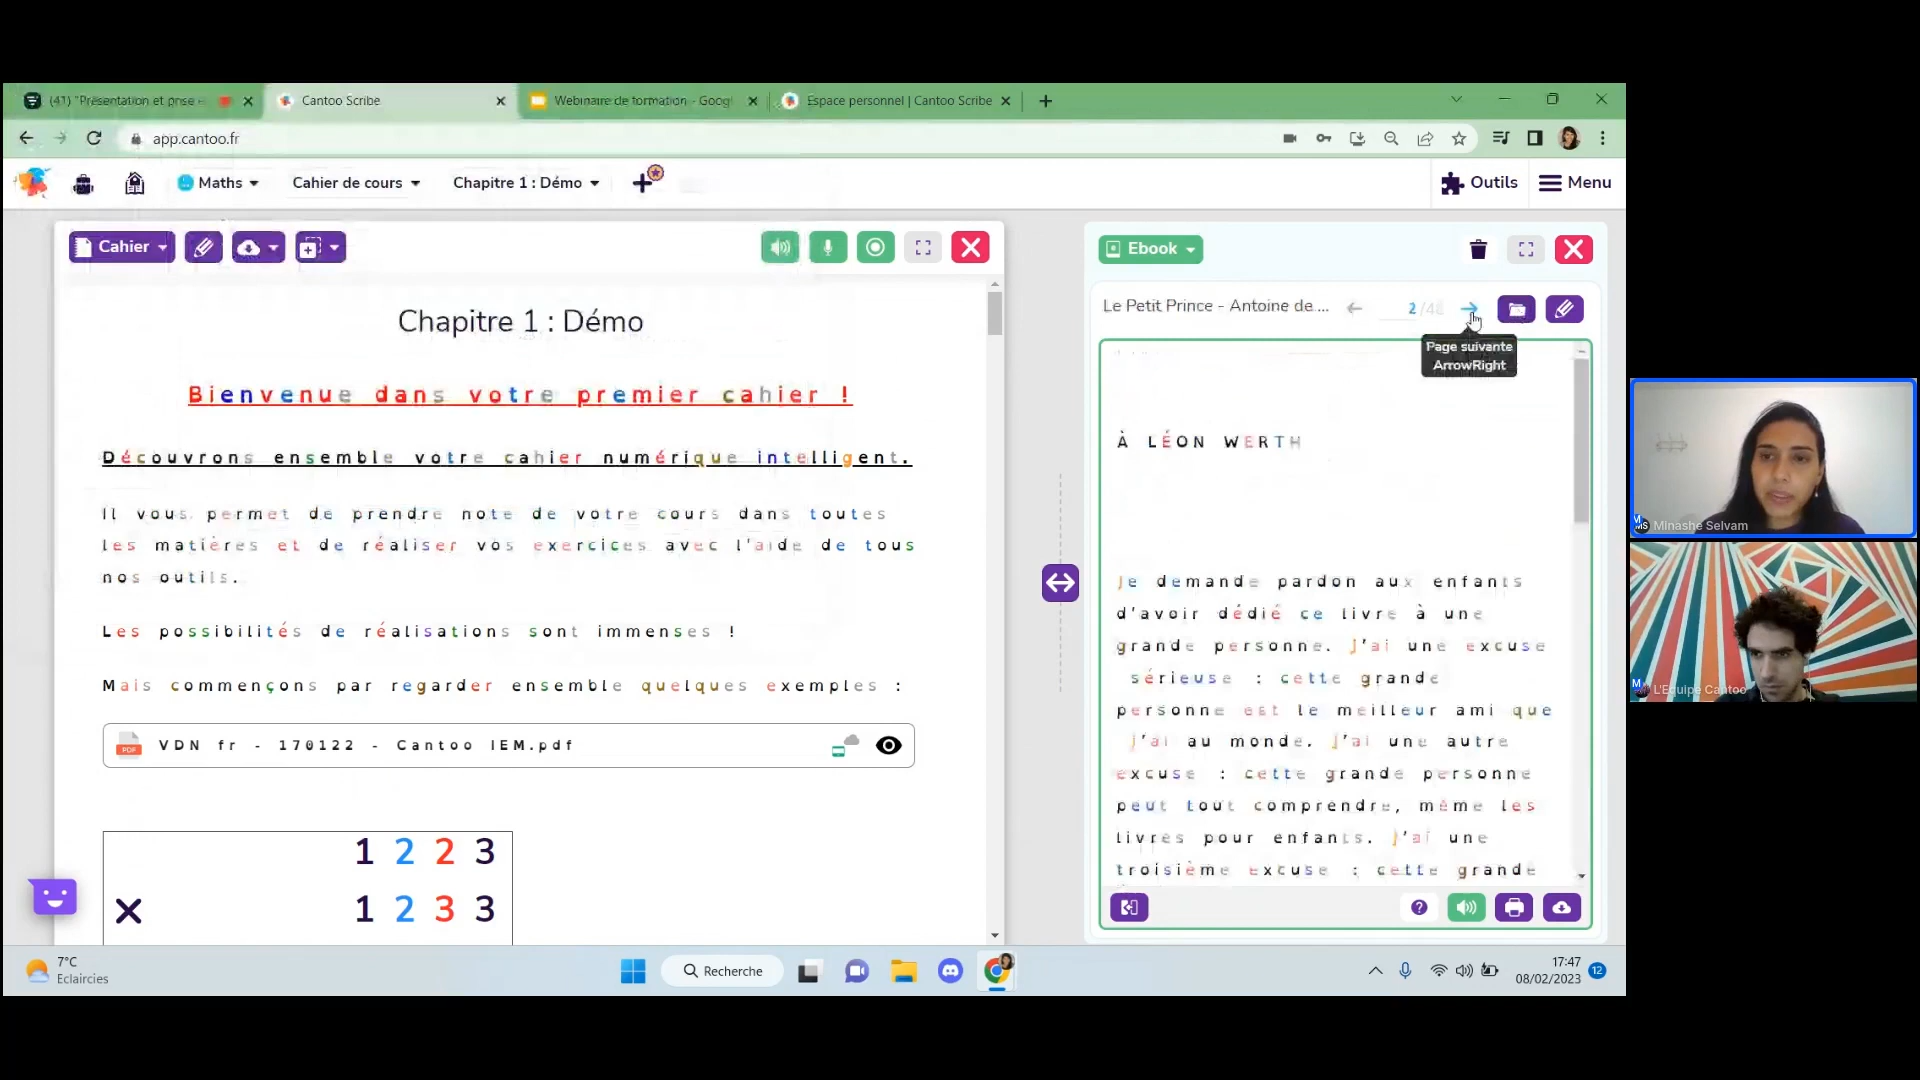 (41) "Présentation et prise e
Cantoo Scribe
Webinaire de formation - Googl
Espace personnel | Cantoo Scribe
app.cantoo.fr
Maths
Cahier de cours
Chapitre 1 : Démo
Outils
Menu
Cahier
Chapitre 1 : Démo
Bienvenue dans votre premier cahier !
Découvrons ensemble votre cahier numérique intelligent.
Il vous permet de prendre note de votre cours dans toutes
les matières et de réaliser vos exercices avec l'aide de tous
nos outils.
Les possibilités de réalisations sont immenses !
Mais commençons par regarder ensemble quelques exemples :
PDF
VDN fr - 170122 - Cantoo IEM.pdf
1 2 2 3
× 1 2 3 3
Ebook
Le Petit Prince - Antoine de ...
2 /48
Page suivante
ArrowRight
À LÉON WERTH
Je demande pardon aux enfants
d'avoir dédié ce livre à une
grande personne. J'ai une excuse
sérieuse : cette grande
personne est le meilleur ami que
j'ai au monde. J'ai une autre
excuse : cette grande personne
peut tout comprendre, même les
livres pour enfants. J'ai une
troisième excuse : cette grande
7°C
Eclaircies
Recherche
17:47
08/02/2023
12
MS Minashe Selvam
L'Equipe Cantoo